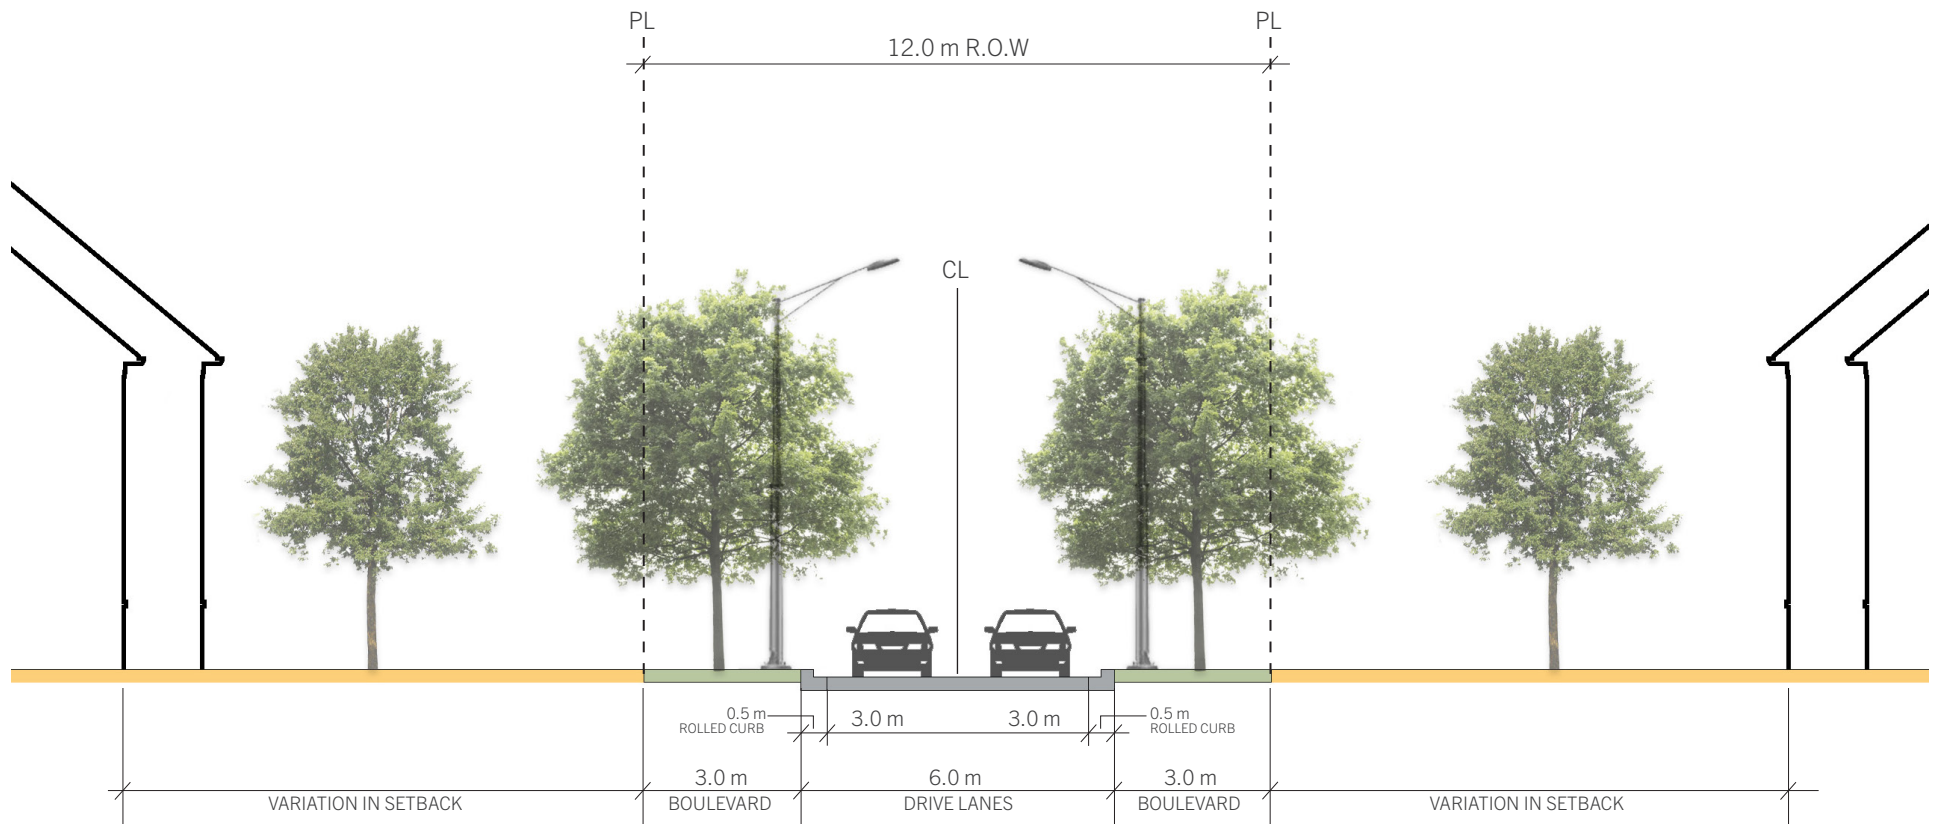 PL
PL
12.0 m R.O.W
CL
0.5 m
ROLLED CURB
3.0 m
3.0 m
0.5 m
ROLLED CURB
3.0 m
6.0 m
3.0 m
VARIATION IN SETBACK
BOULEVARD
DRIVE LANES
BOULEVARD
VARIATION IN SETBACK